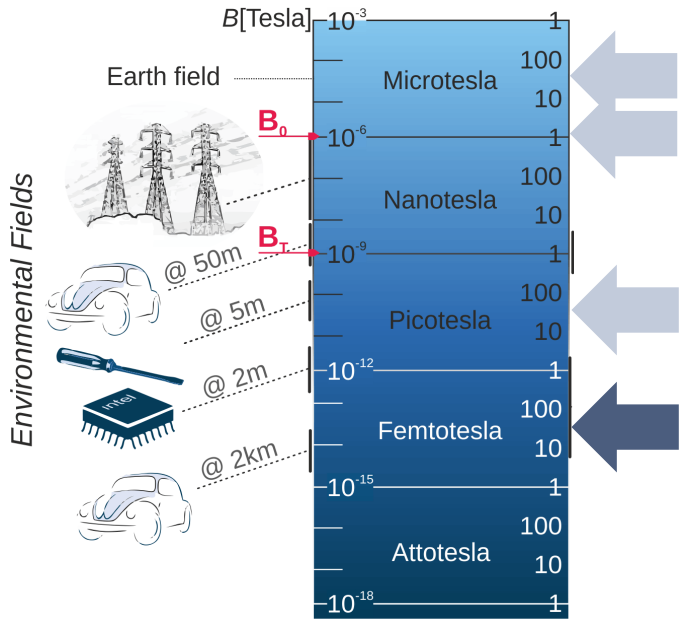 B[Tesla]
10-3
1
100
Earth field
Microtesla
10
B0
10-6
1
100
Nanotesla
10
BT
10-9
1
@ 50m
100
@ 5m
Picotesla
10
10-12
1
@ 2m
intel
100
Femtotesla
10
@ 2km
10-15
1
100
Attotesla
10
10-18
1
Environmental Fields